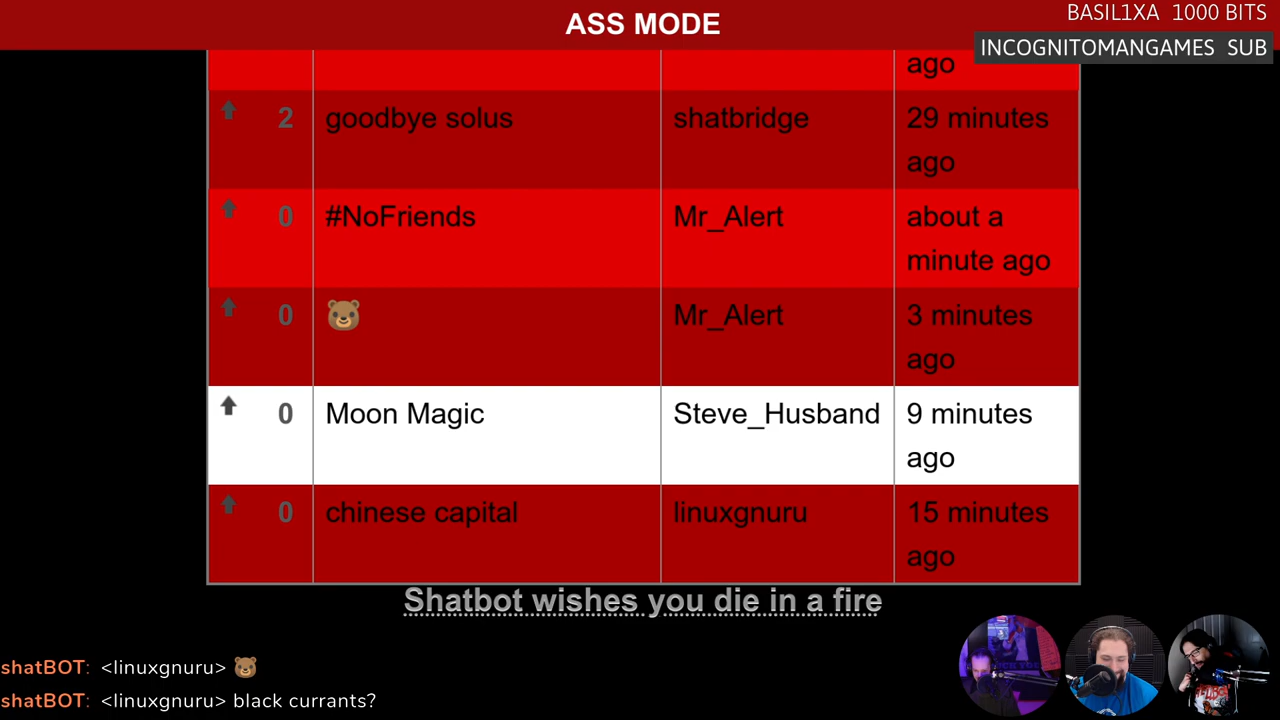 ASS MODE
BASIL1XA 1000 BITS
INCOGNITOMANGAMES SUB
ago
2 goodbye solus shatbridge 29 minutes
ago
0 #NoFriends Mr_Alert about a
minute ago
0 🐻 Mr_Alert 3 minutes
ago
0 Moon Magic Steve_Husband 9 minutes
ago
0 chinese capital linuxgnuru 15 minutes
ago
Shatbot wishes you die in a fire
shatBOT: <linuxgnuru> 🐻
shatBOT: <linuxgnuru> black currants?